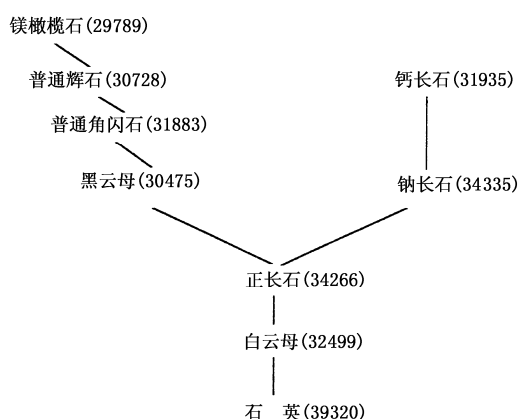 镁橄榄石(29789)
普通辉石(30728)
钙长石(31935)
普通角闪石(31883)
黑云母(30475)
钠长石(34335)
正长石(34266)
白云母(32499)
石　英(39320)